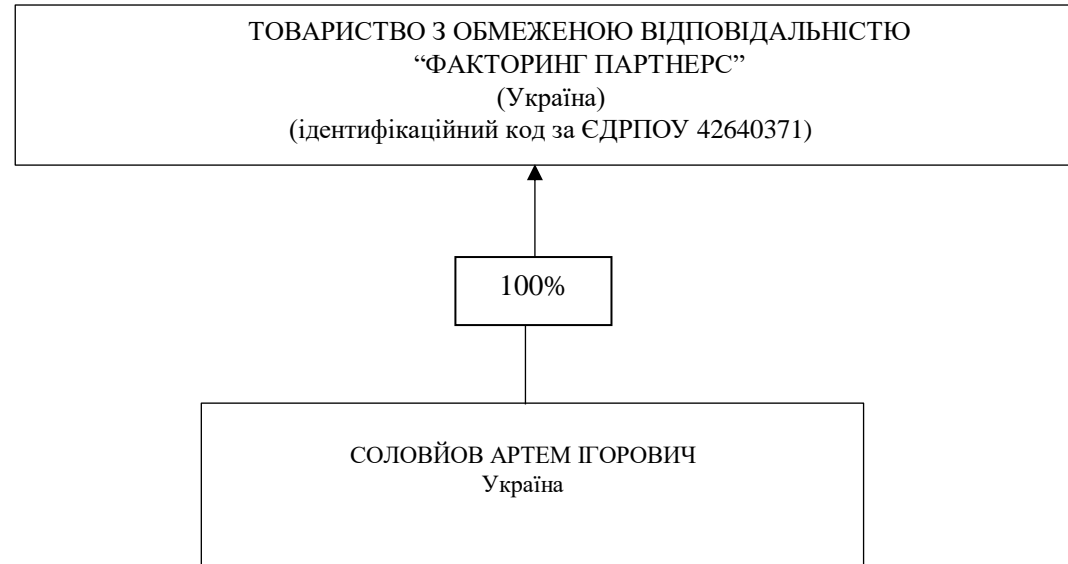 ТОВАРИСТВО З ОБМЕЖЕНОЮ ВІДПОВІДАЛЬНІСТЮ
“ФАКТОРИНГ ПАРТНЕРС”
(Україна)
(ідентифікаційний код за ЄДРПОУ 42640371)
100%
СОЛОВЙОВ АРТЕМ ІГОРОВИЧ
Україна